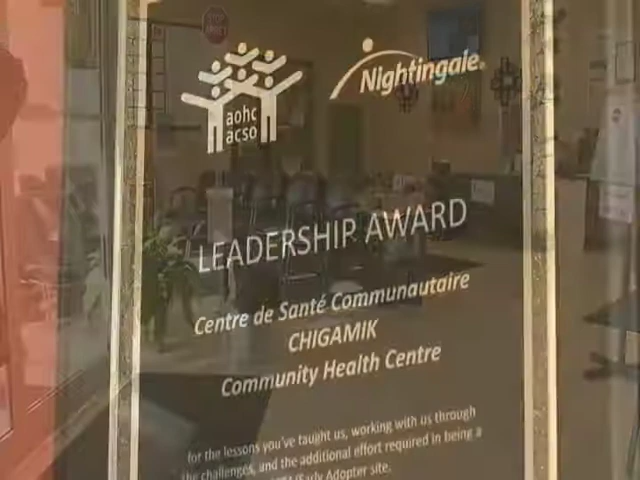 aohc
acso
Nightingale
LEADERSHIP AWARD
Centre de Santé Communautaire
CHIGAMIK
Community Health Centre
for the lessons you've taught us, working with us through
the challenges, and the additional effort required in being a
Early Adopter site.